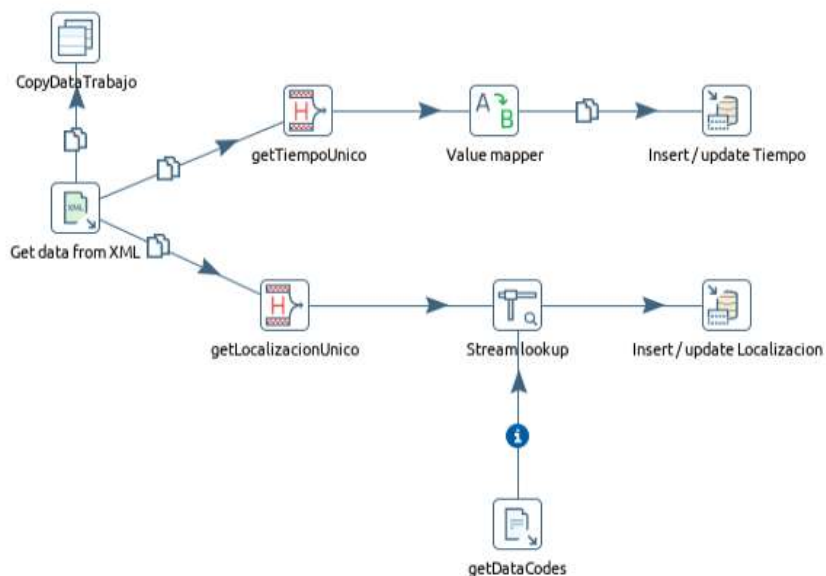 CopyDataTrabajo
getTiempoUnico
Value mapper
Insert / update Tiempo
Get data from XML
getLocalizacionUnico
Stream lookup
Insert / update Localizacion
getDataCodes